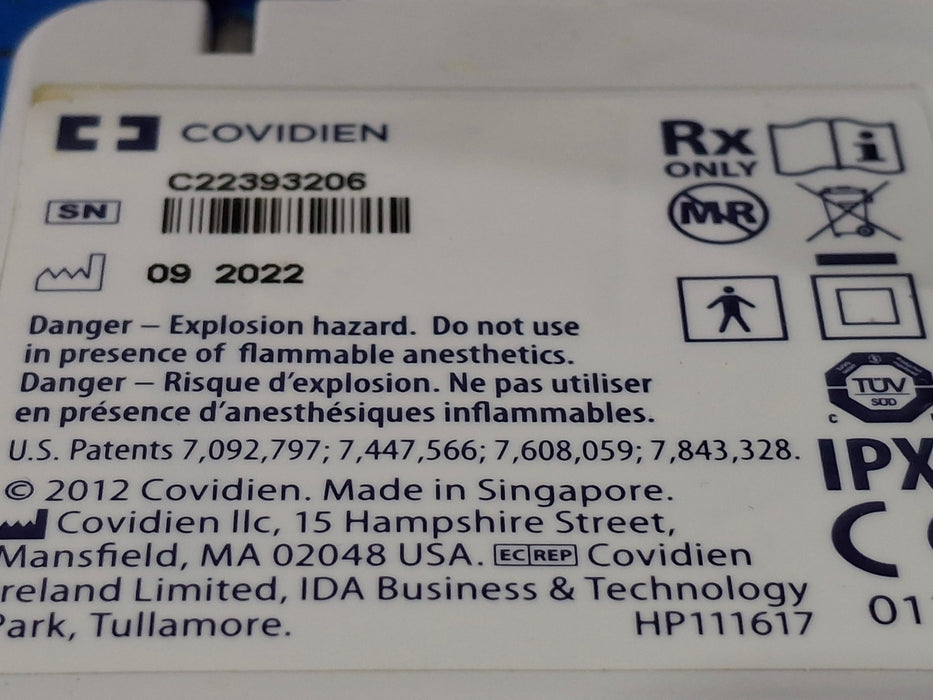 COVIDIEN
Rx
ONLY
C22393206
SN
MR
09 2022
Danger – Explosion hazard. Do not use
in presence of flammable anesthetics.
Danger – Risque d'explosion. Ne pas utiliser
en présence d'anesthésiques inflammables.
TÜV
SÜD
C
U.S. Patents 7,092,797; 7,447,566; 7,608,059; 7,843,328.
IPX
© 2012 Covidien. Made in Singapore.
Covidien llc, 15 Hampshire Street,
Mansfield, MA 02048 USA. EC REP Covidien
reland Limited, IDA Business & Technology
Park, Tullamore. HP111617
01